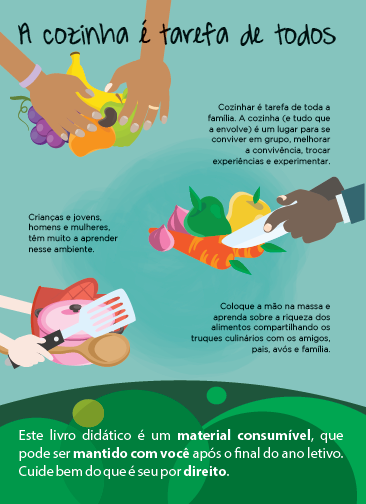 A cozinha é tarefa de todos
Cozinhar é tarefa de toda a
família. A cozinha (e tudo que
a envolve) é um lugar para se
conviver em grupo, melhorar
a convivência, trocar
experiências e experimentar.
Crianças e jovens,
homens e mulheres,
têm muito a aprender
nesse ambiente.
Coloque a mão na massa e
aprenda sobre a riqueza dos
alimentos compartilhando os
truques culinários com os amigos,
pais, avós e família.
Este livro didático é um material consumível, que
pode ser mantido com você após o final do ano letivo.
Cuide bem do que é seu por direito.